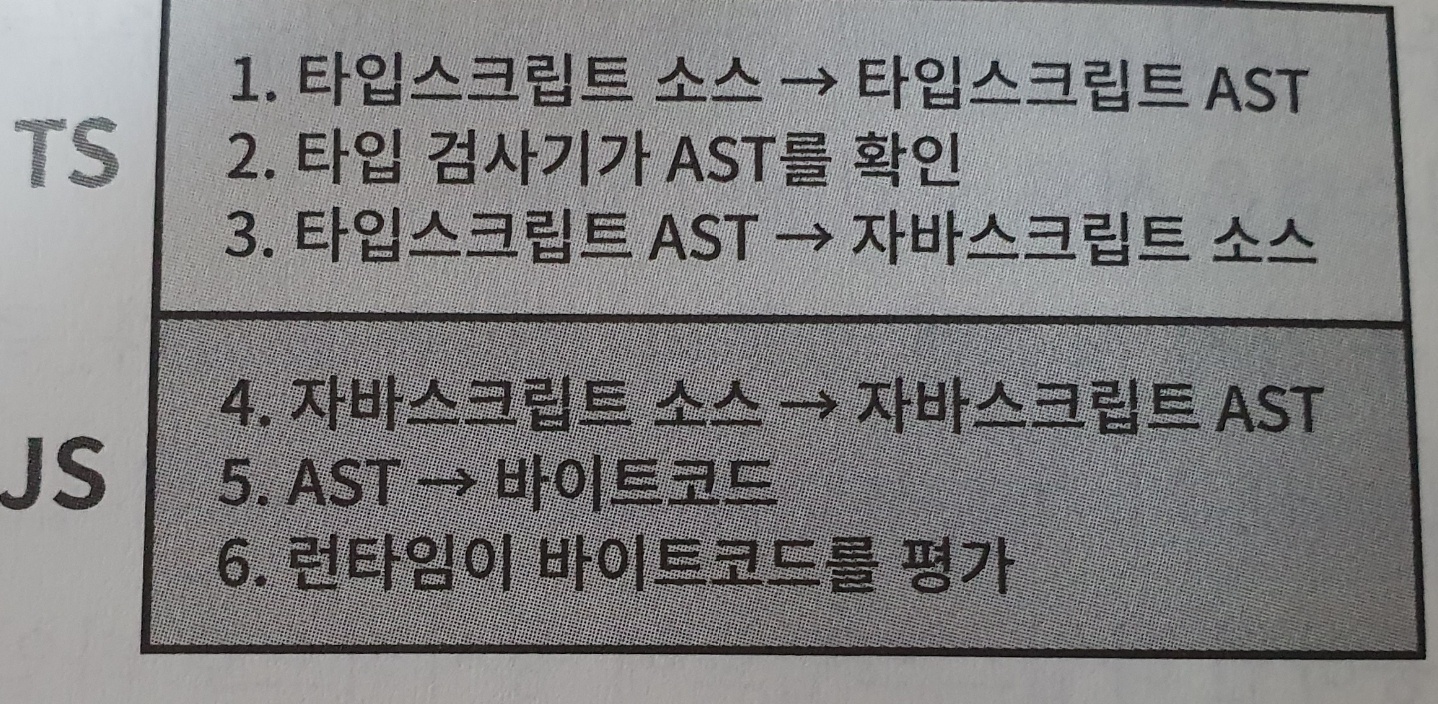 TS
1. 타입스크립트 소스 → 타입스크립트 AST
2. 타입 검사기가 AST를 확인
3. 타입스크립트 AST → 자바스크립트 소스
JS
4. 자바스크립트 소스 → 자바스크립트 AST
5. AST → 바이트코드
6. 런타임이 바이트코드를 평가